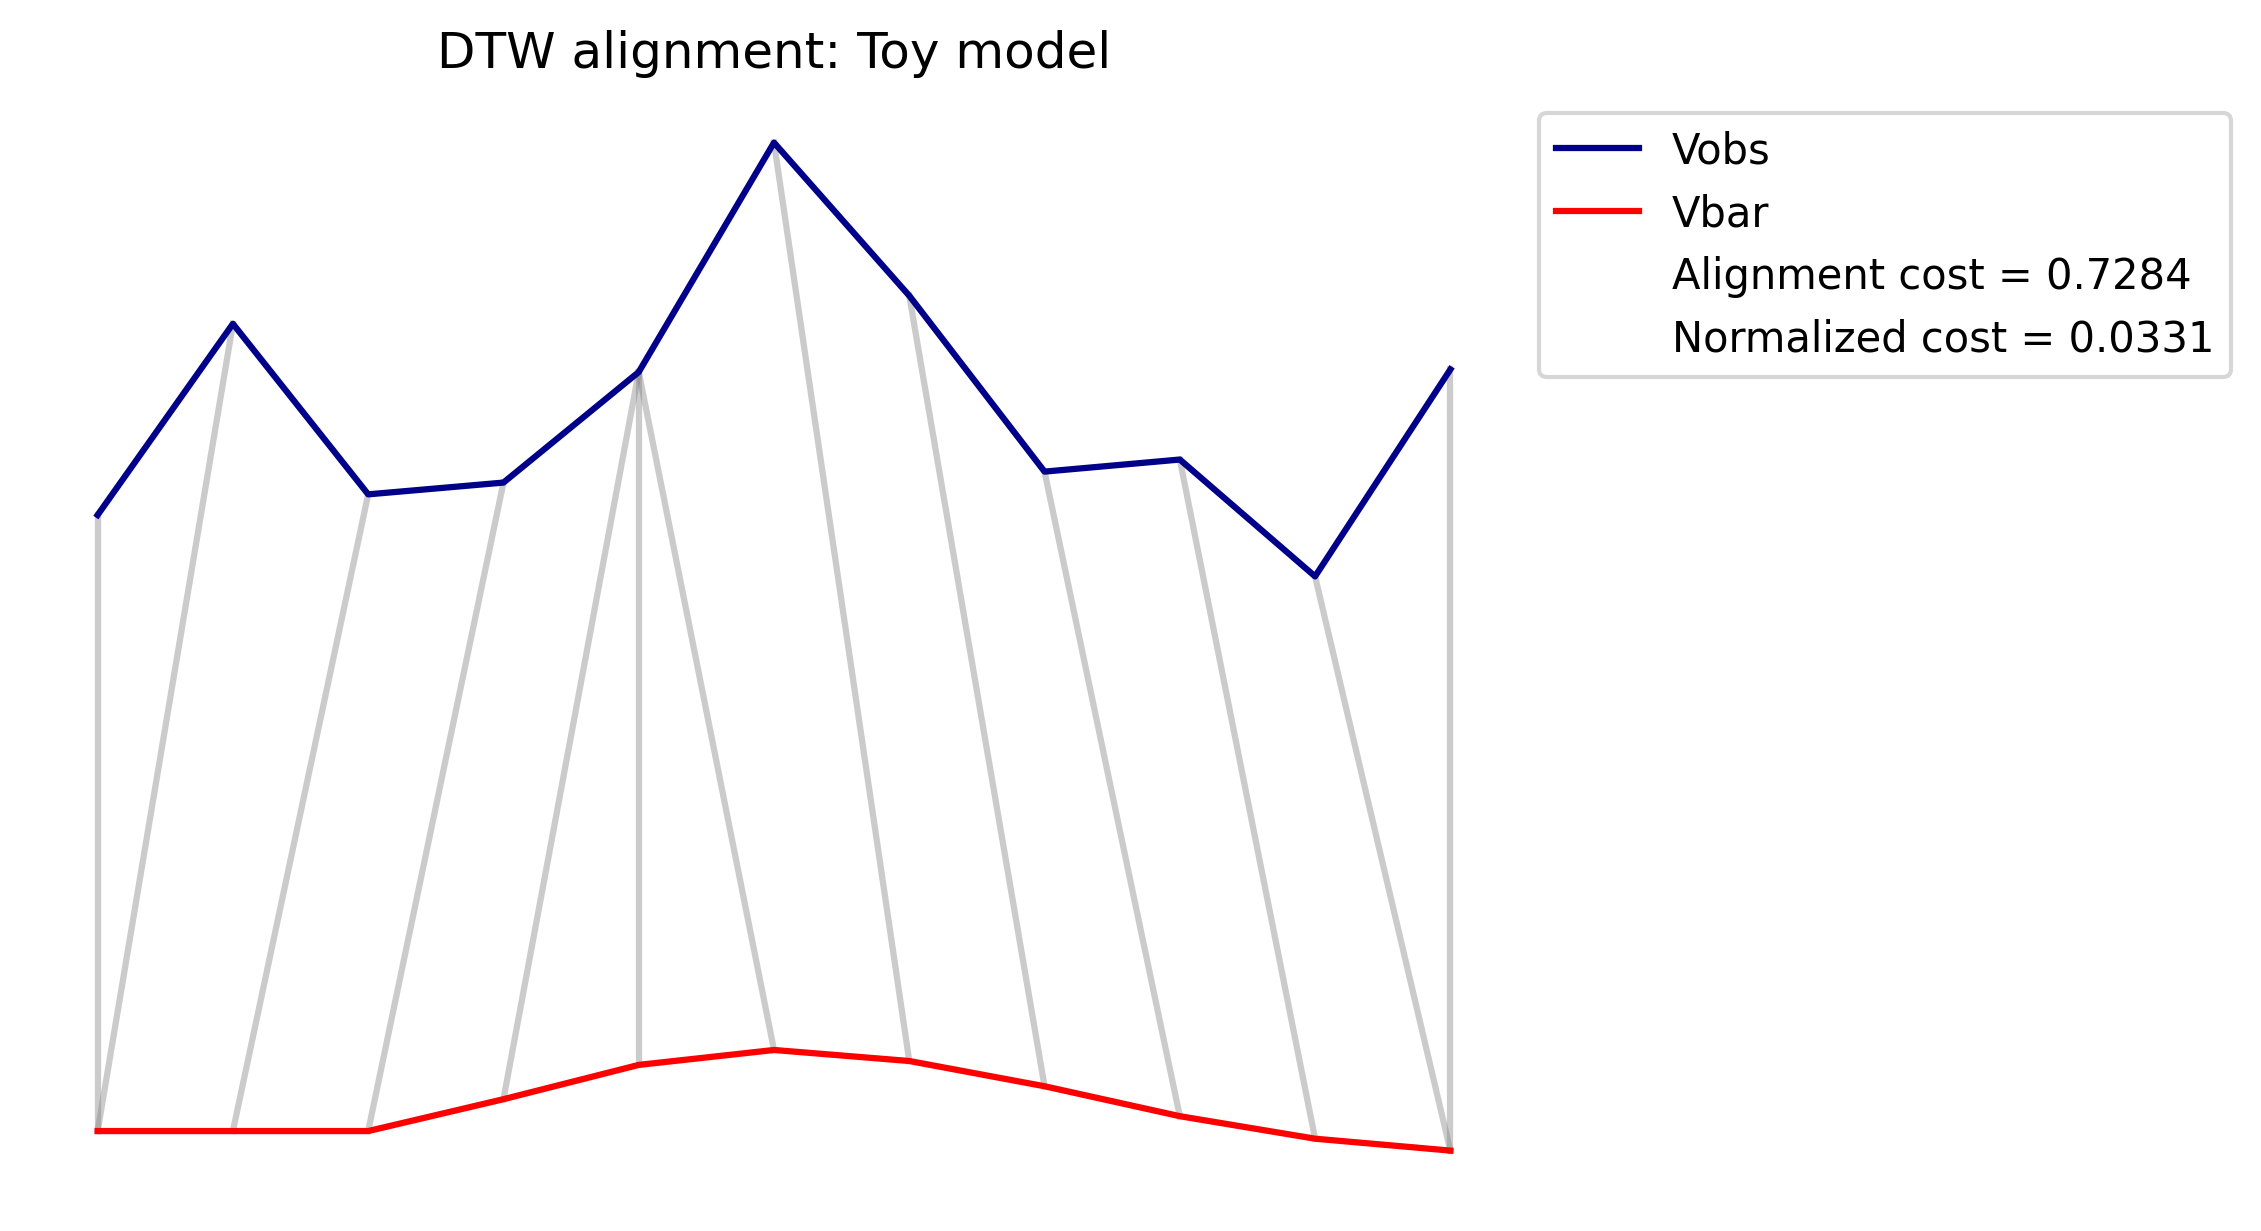 DTW alignment: Toy model
Vobs
Vbar
Alignment cost = 0.7284
Normalized cost = 0.0331